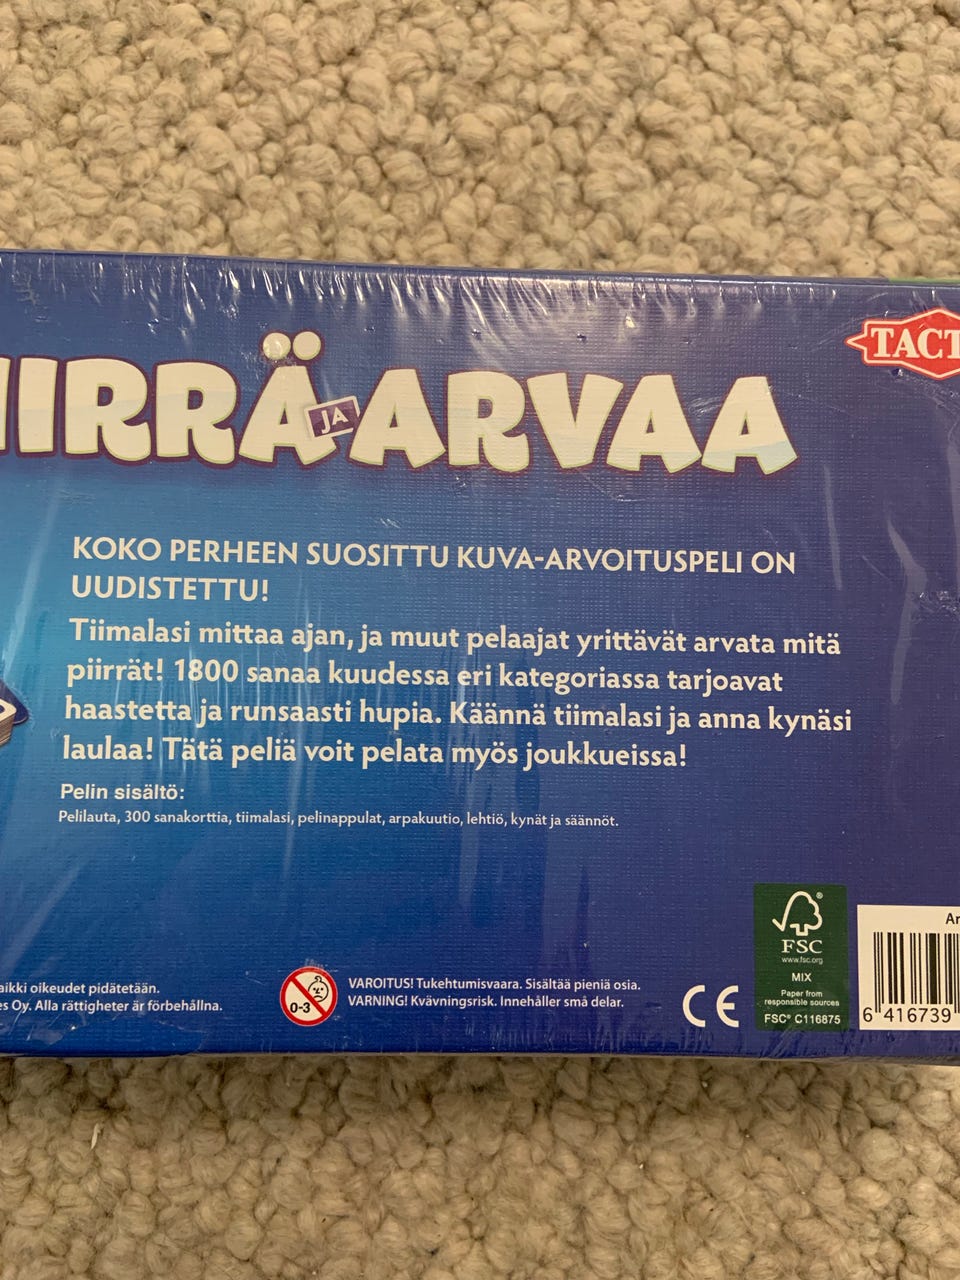 TACT
IIRRÄ JA ARVAA
KOKO PERHEEN SUOSITTU KUVA-ARVOITUSPELI ON
UUDISTETTU!
Tiimalasi mittaa ajan, ja muut pelaajat yrittävät arvata mitä
piirrät! 1800 sanaa kuudessa eri kategoriassa tarjoavat
haastetta ja runsaasti hupia. Käännä tiimalasi ja anna kynäsi
laulaa! Tätä peliä voit pelata myös joukkueissa!
Pelin sisältö:
Pelilauta, 300 sanakorttia, tiimalasi, pelinappulat, arpakuutio, lehtiö, kynät ja säännöt.
aikki oikeudet pidätetään.
es Oy. Alla rättigheter är förbehållna.
0-3
VAROITUS! Tukehtumisvaara. Sisältää pieniä osia.
VARNING! Kvävningsrisk. Innehåller små delar.
CE
®
FSC
www.fsc.org
MIX
Paper from
responsible sources
FSC® C116875
Ar
6 416739